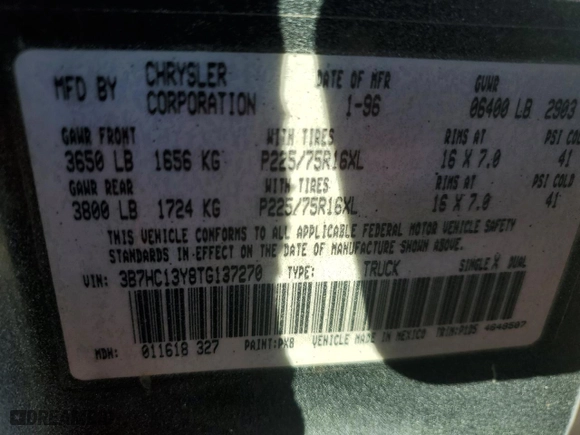 MFD BY CHRYSLER CORPORATION DATE OF MFR 1-96 GVWR 06400 LB 2903
GAWR FRONT WITH TIRES RIMS AT PSI COLD
3650 LB 1656 KG P225/75R16XL 16 X 7.0 41
GAWR REAR WITH TIRES RIMS AT PSI COLD
3800 LB 1724 KG P225/75R16XL 16 X 7.0 41
THIS VEHICLE CONFORMS TO ALL APPLICABLE FEDERAL MOTOR VEHICLE SAFETY
STANDARDS IN EFFECT ON THE DATE OF MANUFACTURE SHOWN ABOVE.
VIN: 3B7HC13Y8TG137270 TYPE: TRUCK SINGLE X DUAL
MDH: 011618 327 PAINT:PX8 VEHICLE MADE IN MEXICO TRIM: